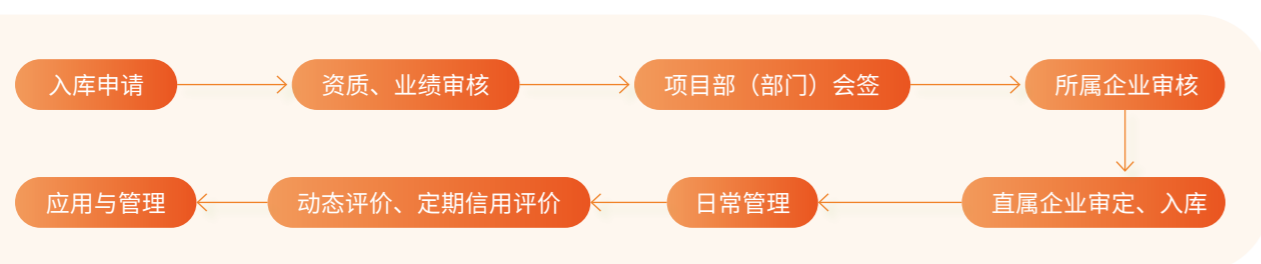 入库申请
资质、业绩审核
项目部（部门）会签
所属企业审核
直属企业审定、入库
日常管理
动态评价、定期信用评价
应用与管理